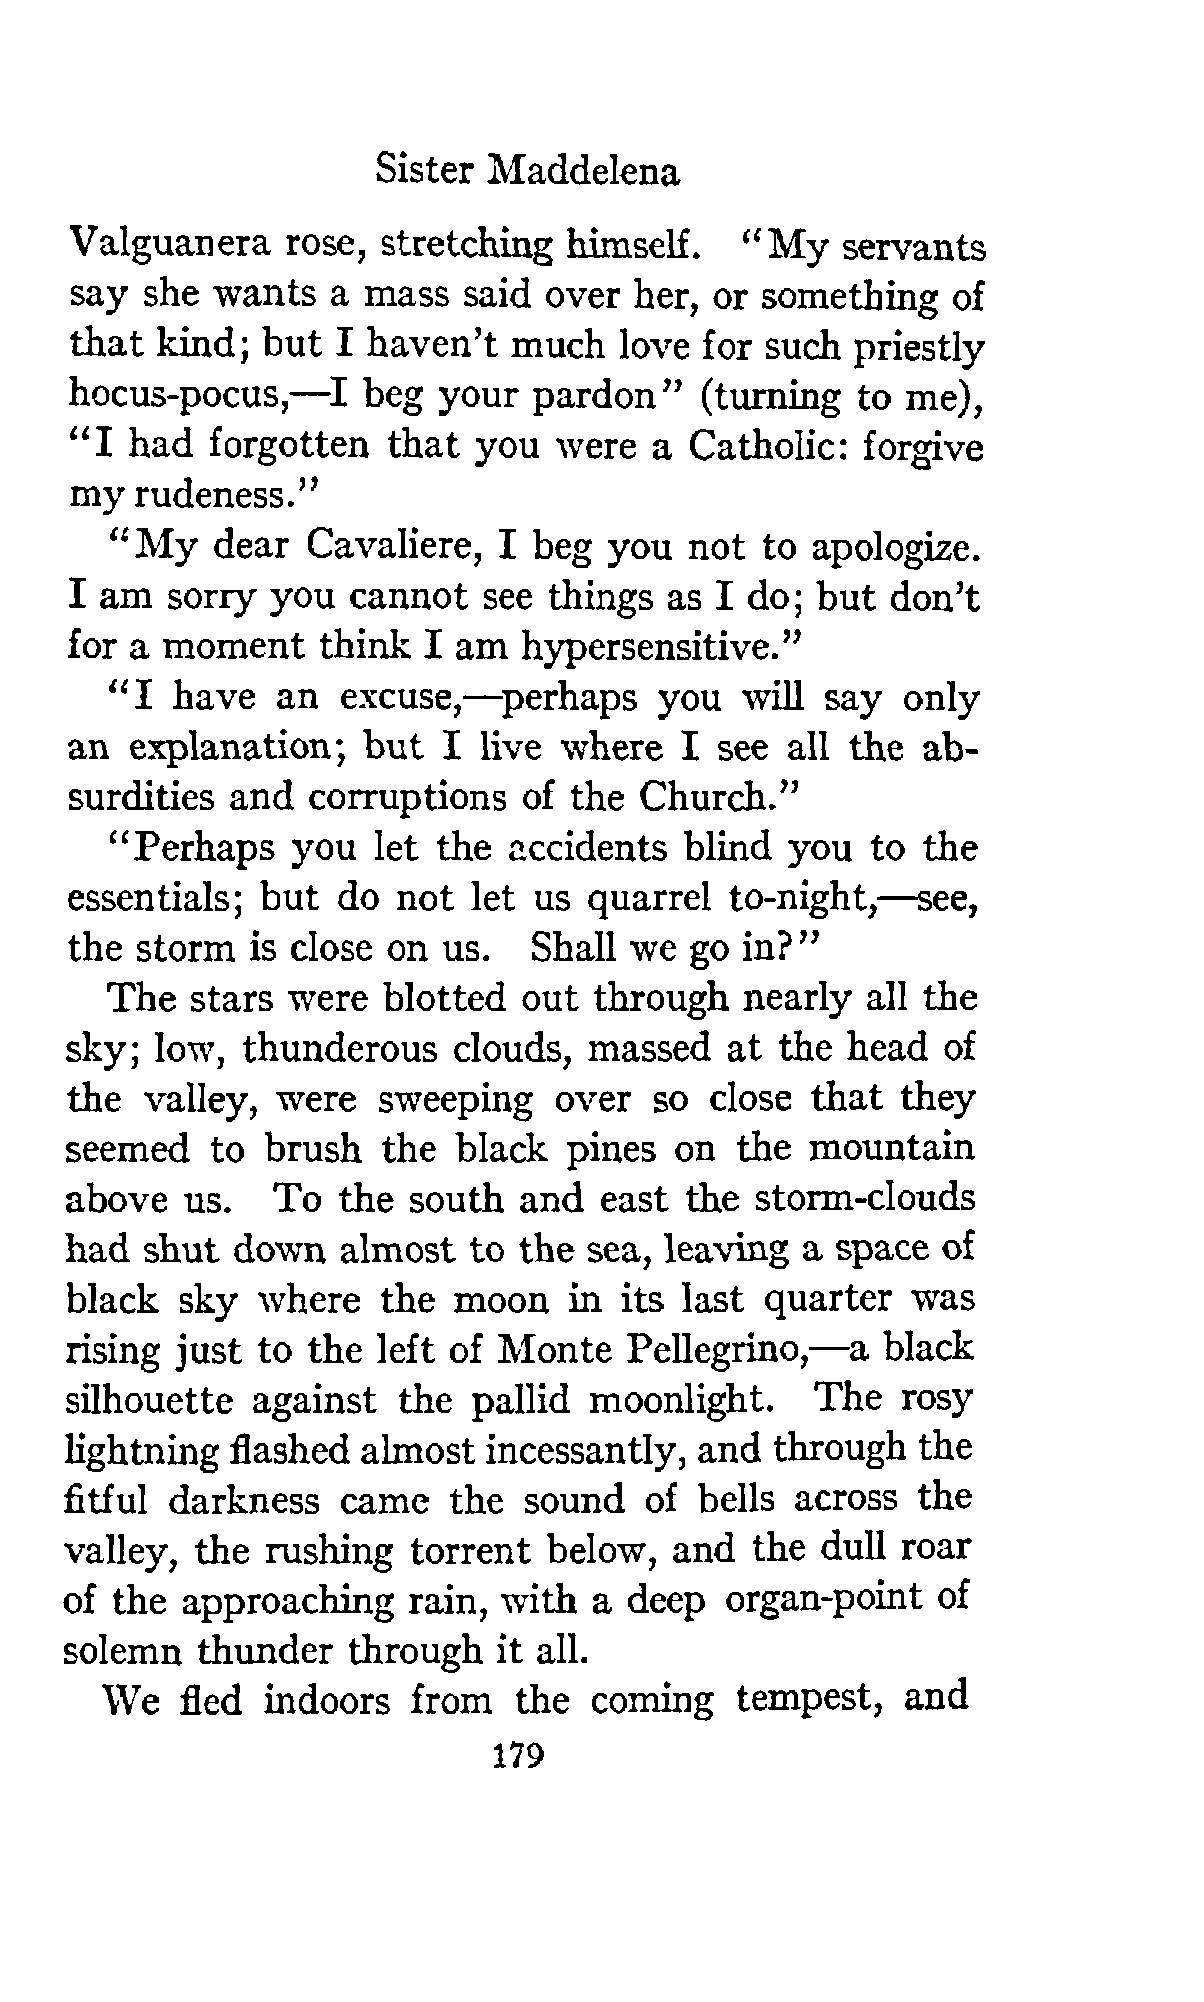 Sister Maddelena
Valguanera rose, stretching himself. "My servants
say she wants a mass said over her, or something of
that kind; but I haven't much love for such priestly
hocus-pocus,—I beg your pardon" (turning to me),
"I had forgotten that you were a Catholic: forgive
my rudeness."
"My dear Cavaliere, I beg you not to apologize.
I am sorry you cannot see things as I do; but don't
for a moment think I am hypersensitive."
"I have an excuse,—perhaps you will say only
an explanation; but I live where I see all the ab-
surdities and corruptions of the Church."
"Perhaps you let the accidents blind you to the
essentials; but do not let us quarrel to-night,—see,
the storm is close on us. Shall we go in?"
The stars were blotted out through nearly all the
sky; low, thunderous clouds, massed at the head of
the valley, were sweeping over so close that they
seemed to brush the black pines on the mountain
above us. To the south and east the storm-clouds
had shut down almost to the sea, leaving a space of
black sky where the moon in its last quarter was
rising just to the left of Monte Pellegrino,—a black
silhouette against the pallid moonlight. The rosy
lightning flashed almost incessantly, and through the
fitful darkness came the sound of bells across the
valley, the rushing torrent below, and the dull roar
of the approaching rain, with a deep organ-point of
solemn thunder through it all.
We fled indoors from the coming tempest, and
179